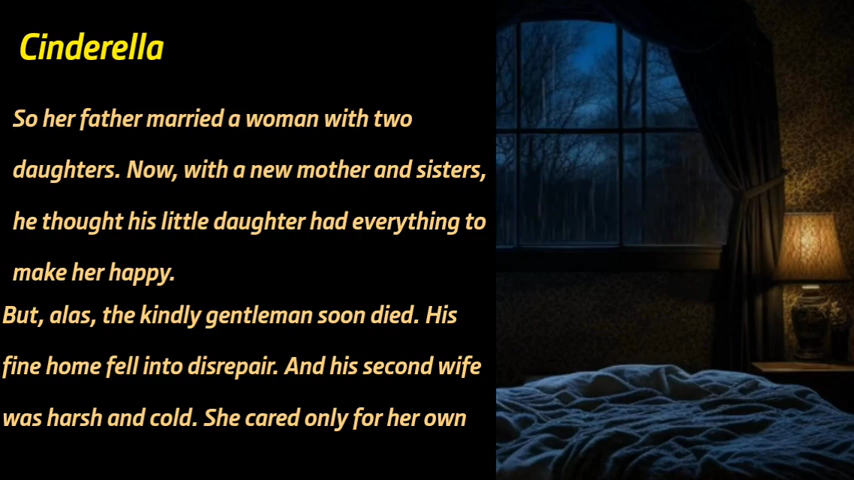 Cinderella
So her father married a woman with two
daughters. Now, with a new mother and sisters,
he thought his little daughter had everything to
make her happy.
But, alas, the kindly gentleman soon died. His
fine home fell into disrepair. And his second wife
was harsh and cold. She cared only for her own